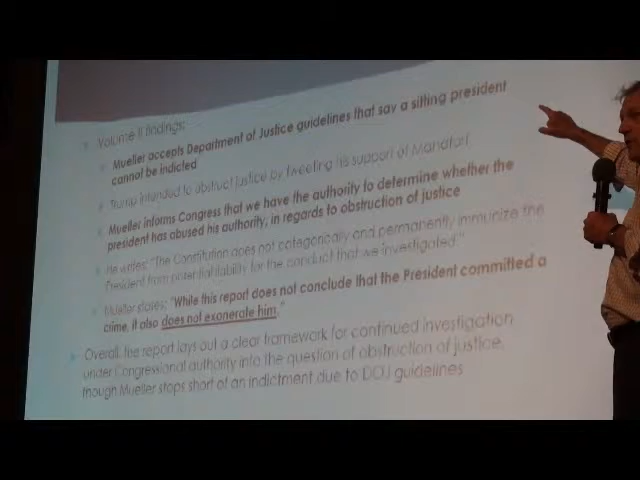 Volume II findings:
Mueller accepts Department of Justice guidelines that say a sitting president
cannot be indicted
Trump intended to obstruct justice by tweeting his support of Manafort
Mueller informs Congress that we have the authority to determine whether the
president has abused his authority, in regards to obstruction of justice
He writes: "The Constitution does not categorically and permanently immunize the
President from potential liability for the conduct that we investigated."
Mueller states: "While this report does not conclude that the President committed a
crime, it also does not exonerate him."
Overall, the report lays out a clear framework for continued investigation
under Congressional authority into the question of obstruction of justice,
though Mueller stops short of an indictment due to DOJ guidelines